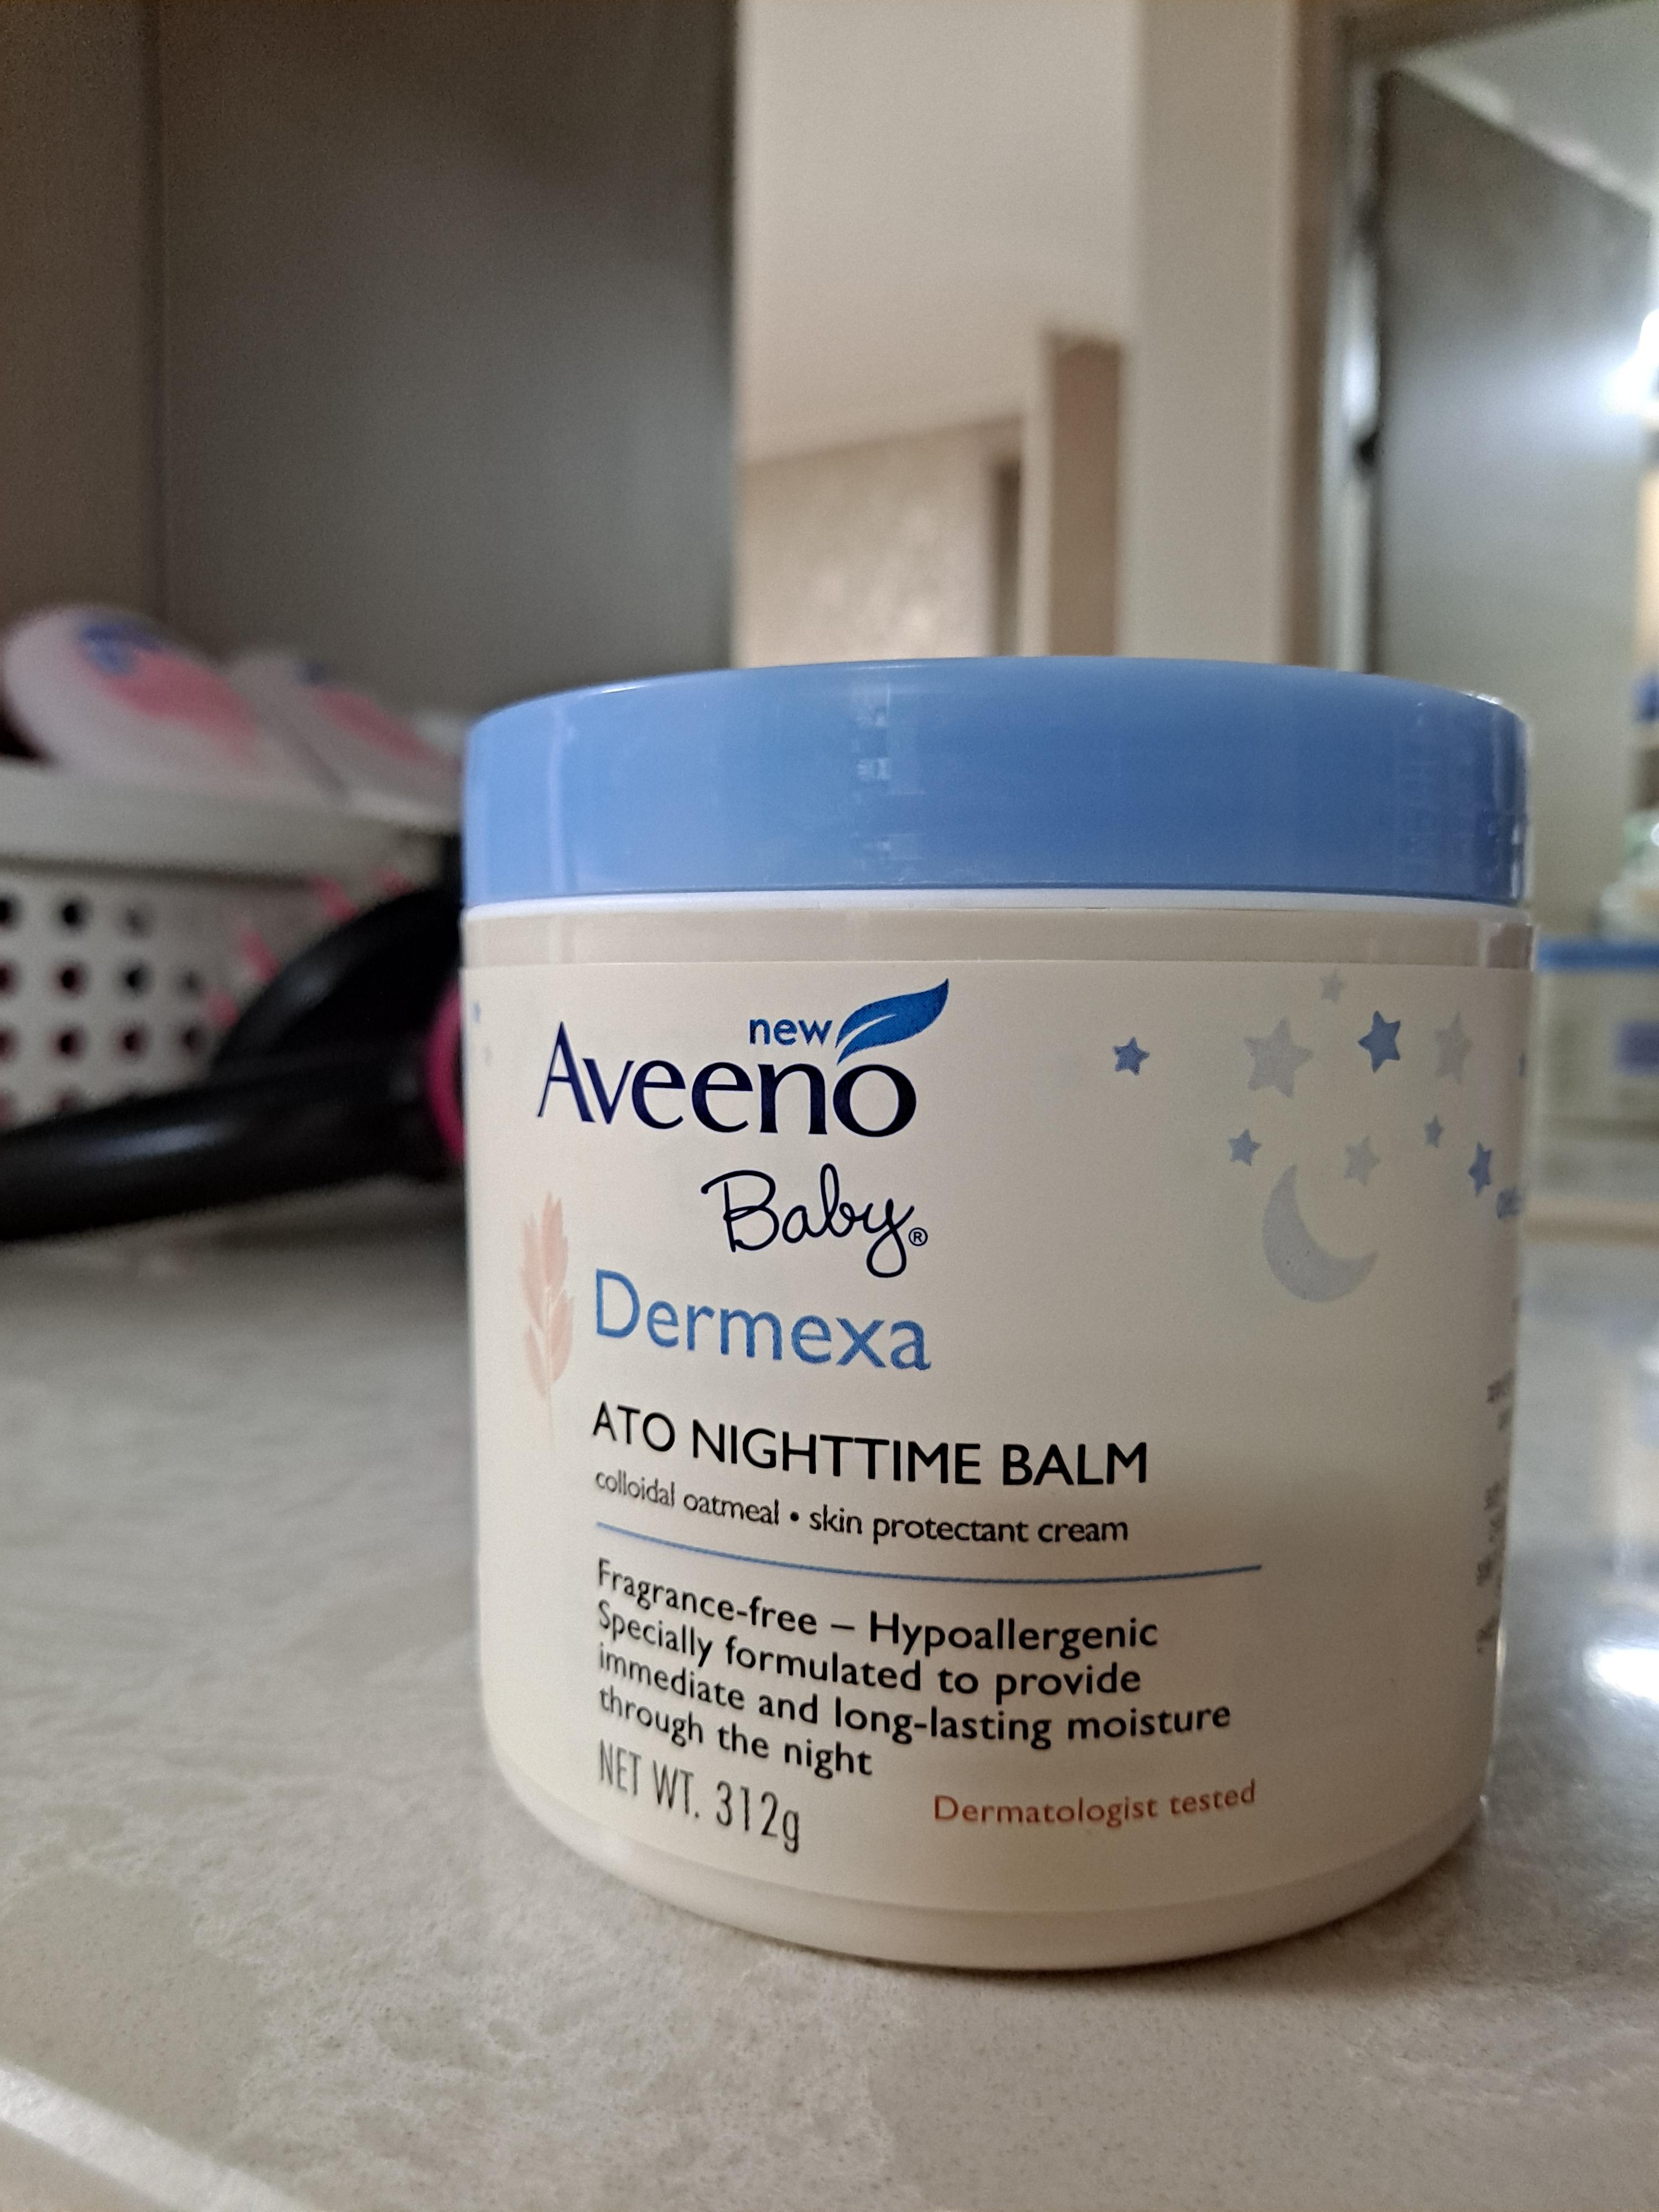 new
Aveeno
Baby®
Dermexa
ATO NIGHTTIME BALM
colloidal oatmeal • skin protectant cream
Fragrance-free – Hypoallergenic
Specially formulated to provide
immediate and long-lasting moisture
through the night
NET WT. 312g
Dermatologist tested